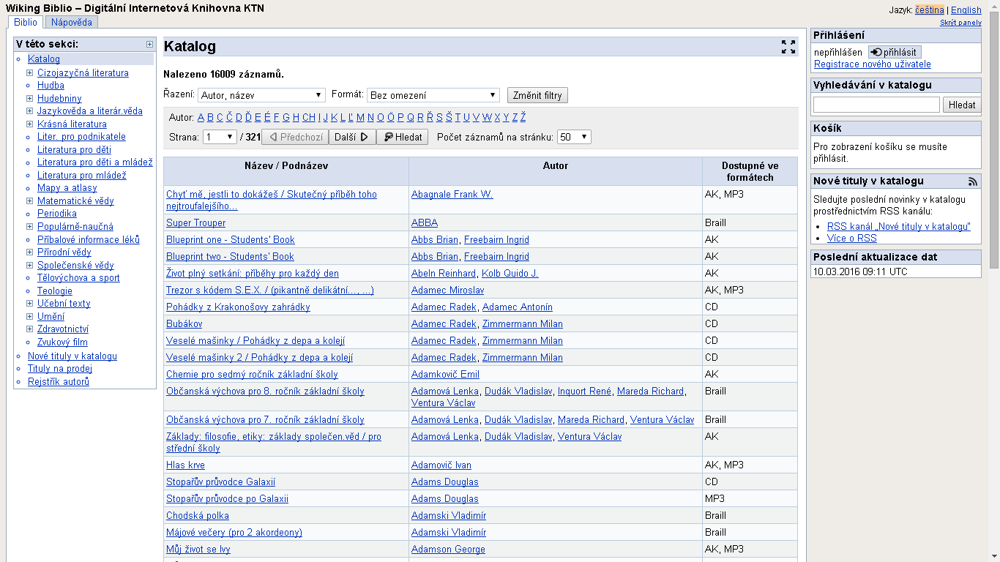 Wiking Biblio – Digitální Internetová Knihovna KTN
Jazyk: čeština | English
Biblio Nápověda
Skrýt panely
V této sekci:
Katalog
Cizojazyčná literatura
Hudba
Hudebniny
Jazykověda a literár.věda
Krásná literatura
Liter. pro podnikatele
Literatura pro děti
Literatura pro děti a mládež
Literatura pro mládež
Mapy a atlasy
Matematické vědy
Periodika
Populárně-naučná
Příbalové informace léků
Přírodní vědy
Společenské vědy
Tělovýchova a sport
Teologie
Učební texty
Umění
Zdravotnictví
Zvukový film
Nové tituly v katalogu
Tituly na prodej
Rejstřík autorů
Katalog
Nalezeno 16009 záznamů.
Řazení: Autor, název Formát: Bez omezení Změnit filtry
Autor: A B C Č D Ď E É F G H CH I J K L Ľ M N O Ö P Q R Ř S Š T U V W X Y Z Ž
Strana: 1 / 321 Předchozí Další Hledat Počet záznamů na stránku: 50
Název / Podnázev Autor Dostupné ve
formátech
Chyť mě, jestli to dokážeš / Skutečný příběh toho Abagnale Frank W. AK, MP3
nejtroufalejšího...
Super Trouper ABBA Braill
Blueprint one - Students' Book Abbs Brian, Freebairn Ingrid AK
Blueprint two - Students' Book Abbs Brian, Freebairn Ingrid AK
Život plný setkání: příběhy pro každý den Abeln Reinhard, Kolb Quido J. AK
Trezor s kódem S.E.X. / (pikantně delikátní..., ...) Adamec Miroslav AK, MP3
Pohádky z Krakonošovy zahrádky Adamec Radek, Adamec Antonín CD
Bubákov Adamec Radek, Zimmermann Milan CD
Veselé mašinky / Pohádky z depa a kolejí Adamec Radek, Zimmermann Milan CD
Veselé mašinky 2 / Pohádky z depa a kolejí Adamec Radek, Zimmermann Milan CD
Chemie pro sedmý ročník základní školy Adamkovič Emil AK
Občanská výchova pro 8. ročník základní školy Adamová Lenka, Dudák Vladislav, Inquort René, Mareda Richard, Braill
Ventura Václav
Občanská výchova pro 7. ročník základní školy Adamová Lenka, Dudák Vladislav, Mareda Richard, Ventura Václav Braill
Základy: filosofie, etiky: základy společen.věd / pro Adamová Lenka, Dudák Vladislav, Ventura Václav AK
střední školy
Hlas krve Adamovič Ivan AK, MP3
Stopařův průvodce Galaxií Adams Douglas CD
Stopařův průvodce po Galaxii Adams Douglas MP3
Chodská polka Adamski Vladimír Braill
Májové večery (pro 2 akordeony) Adamski Vladimír Braill
Můj život se lvy Adamson George AK, MP3
Přihlášení
nepřihlášen přihlásit
Registrace nového uživatele
Vyhledávání v katalogu
Hledat
Košík
Pro zobrazení košíku se musíte
přihlásit.
Nové tituly v katalogu
Sledujte poslední novinky v katalogu
prostřednictvím RSS kanálu:
RSS kanál „Nové tituly v katalogu"
Více o RSS
Poslední aktualizace dat
10.03.2016 09:11 UTC